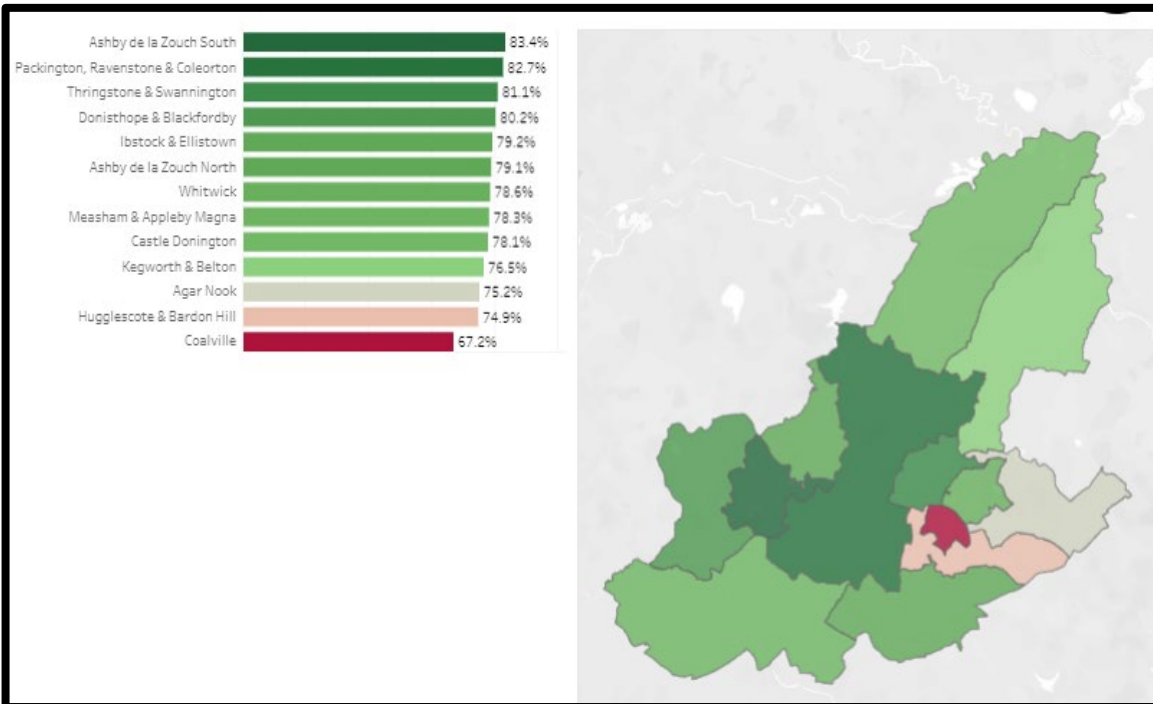 Ashby de la Zouch South 83.4%
Packington, Ravenstone & Coleorton 82.7%
Thringstone & Swannington 81.1%
Donisthope & Blackfordby 80.2%
Ibstock & Ellistown 79.2%
Ashby de la Zouch North 79.1%
Whitwick 78.6%
Measham & Appleby Magna 78.3%
Castle Donington 78.1%
Kegworth & Belton 76.5%
Agar Nook 75.2%
Hugglescote & Bardon Hill 74.9%
Coalville 67.2%